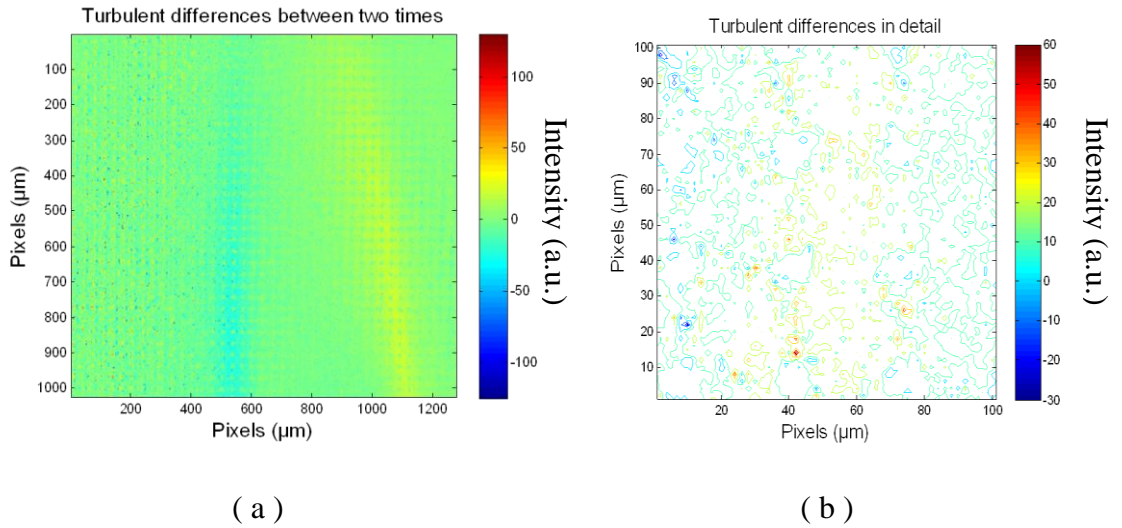 Turbulent differences between two times
100
200
300
400
500
600
700
800
900
1000
Pixels (µm)
200 400 600 800 1000 1200
Pixels (µm)
100
50
0
-50
-100
Intensity (a.u.)
( a )
Turbulent differences in detail
100
90
80
70
60
50
40
30
20
10
Pixels (µm)
20 40 60 80 100
Pixels (µm)
60
50
40
30
20
10
0
-10
-20
-30
Intensity (a.u.)
( b )